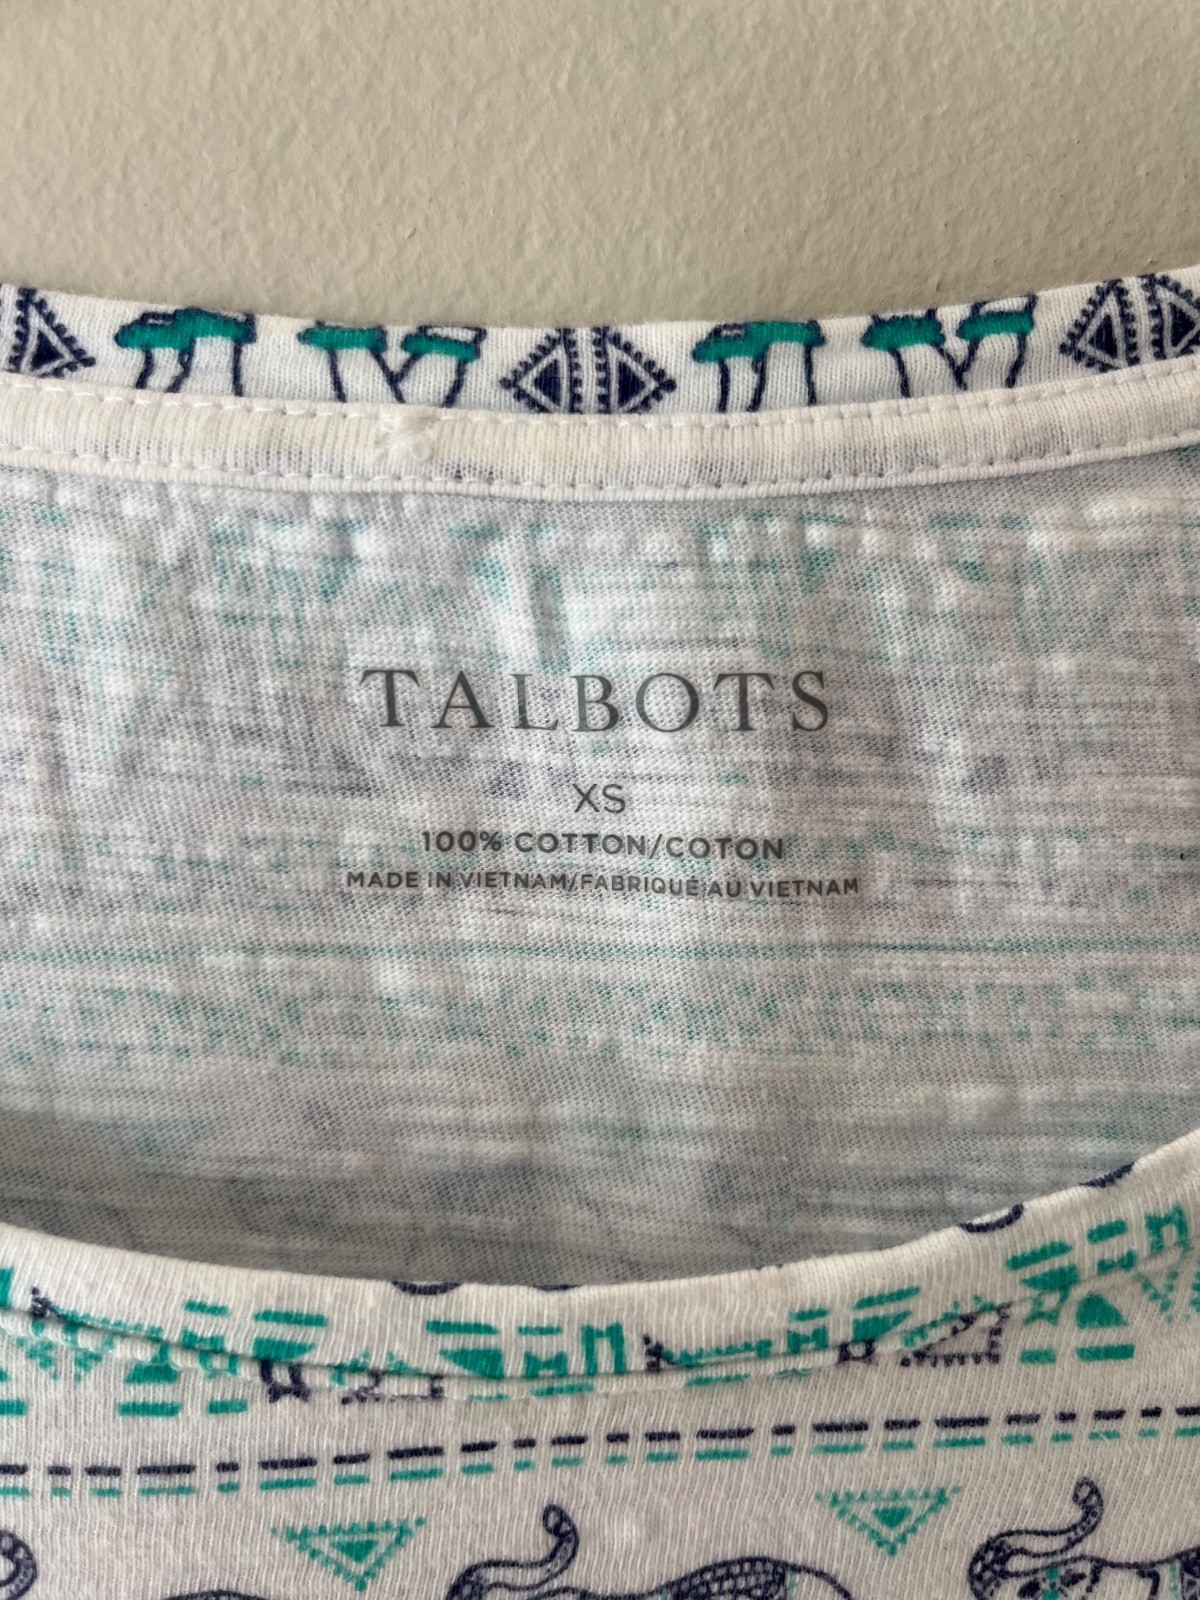 TALBOTS
XS
100% COTTON/COTON
MADE IN VIETNAM/FABRIQUÉ AU VIETNAM